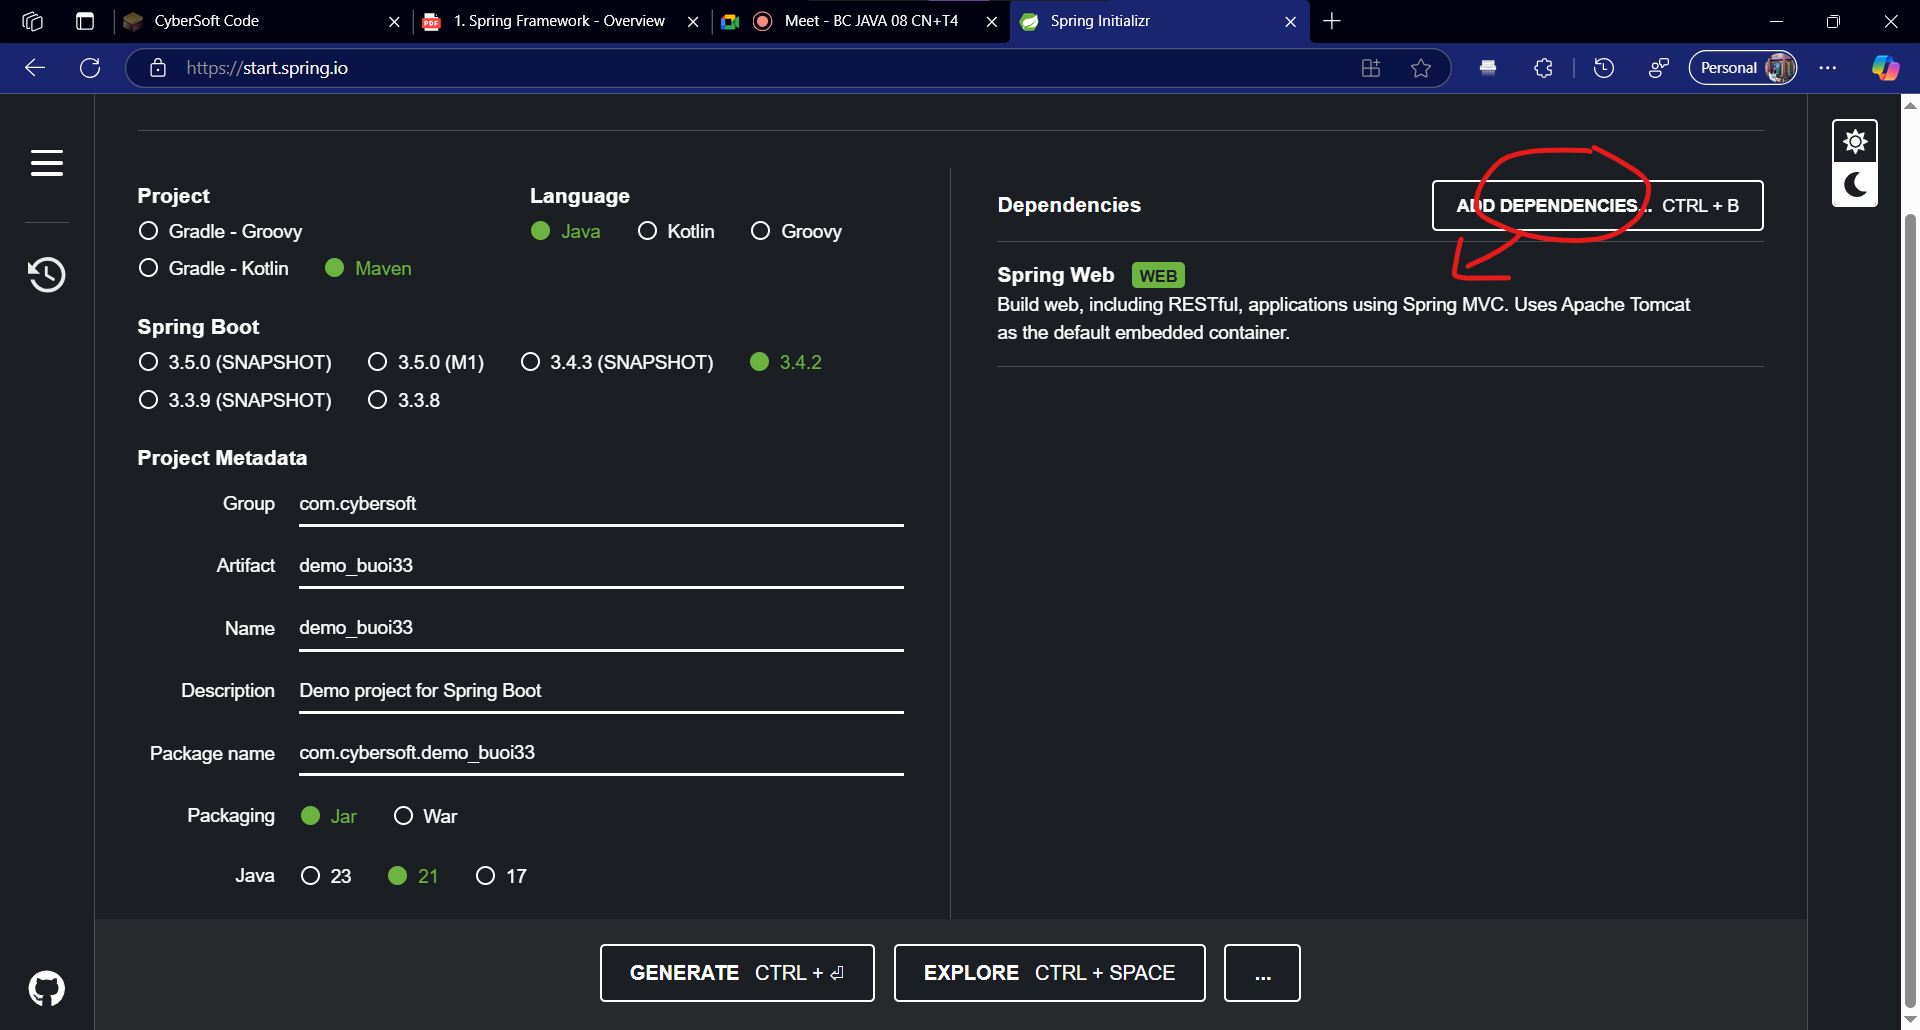 CyberSoft Code
1. Spring Framework - Overview
Meet - BC JAVA 08 CN+T4
Spring Initializr
https://start.spring.io
Personal
Project
Gradle - Groovy
Gradle - Kotlin
Maven
Language
Java
Kotlin
Groovy
Spring Boot
3.5.0 (SNAPSHOT)
3.5.0 (M1)
3.4.3 (SNAPSHOT)
3.4.2
3.3.9 (SNAPSHOT)
3.3.8
Project Metadata
Group com.cybersoft
Artifact demo_buoi33
Name demo_buoi33
Description Demo project for Spring Boot
Package name com.cybersoft.demo_buoi33
Packaging Jar War
Java 23 21 17
Dependencies
ADD DEPENDENCIES... CTRL + B
Spring Web WEB
Build web, including RESTful, applications using Spring MVC. Uses Apache Tomcat
as the default embedded container.
GENERATE CTRL + ⏎
EXPLORE CTRL + SPACE
...